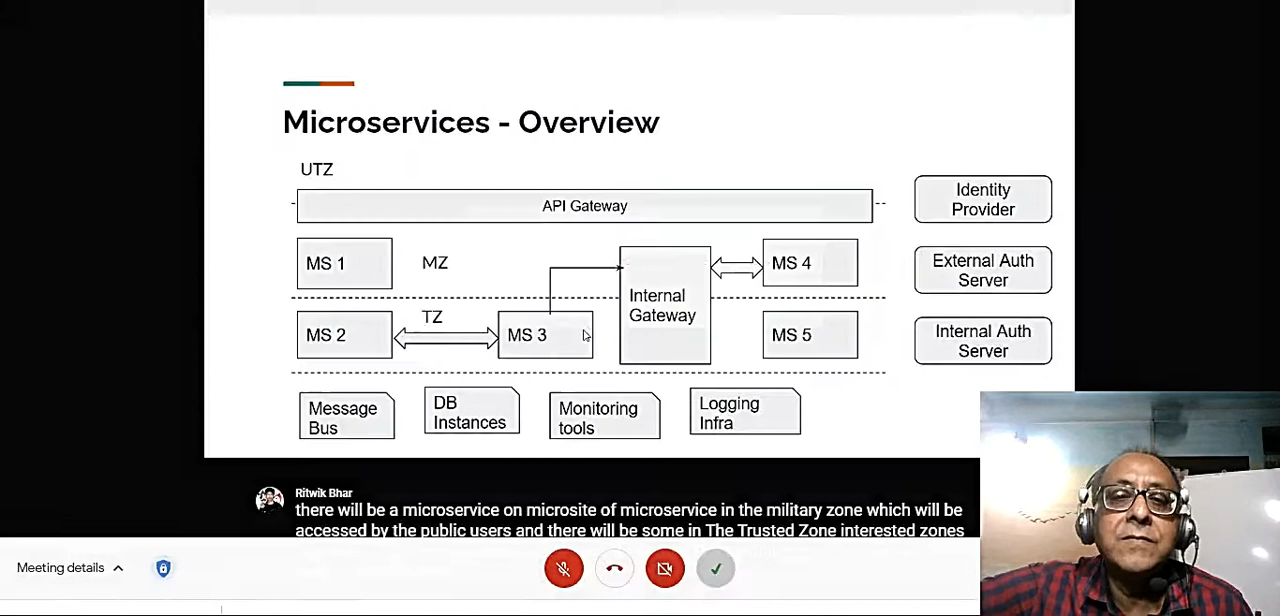 Microservices - Overview
UTZ
API Gateway
Identity
Provider
MS 1
MZ
MS 4
External Auth
Server
Internal
Gateway
MS 2
TZ
MS 3
MS 5
Internal Auth
Server
Message
Bus
DB
Instances
Monitoring
tools
Logging
Infra
Ritwik Bhar
there will be a microservice on microsite of microservice in the military zone which will be
accessed by the public users and there will be some in The Trusted Zone interested zones
Meeting details